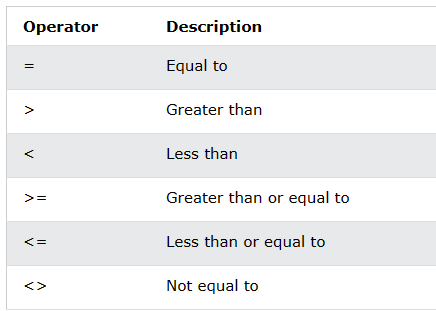 Operator Description
= Equal to
> Greater than
< Less than
>= Greater than or equal to
<= Less than or equal to
<> Not equal to